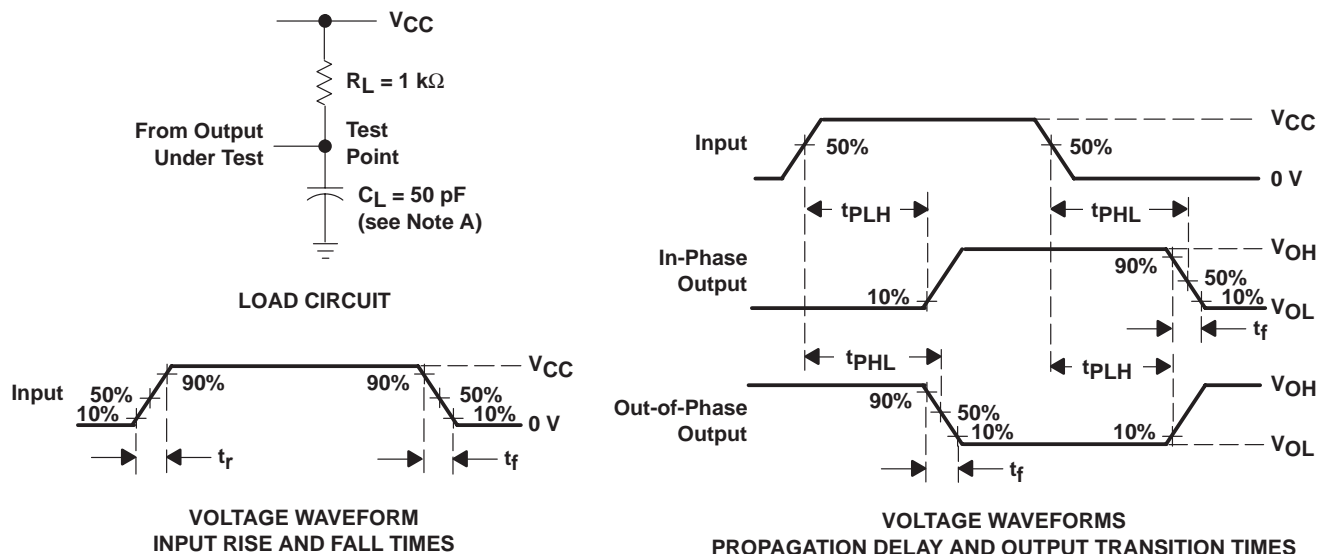 VCC
RL = 1 kΩ
From Output
Under Test
Test
Point
CL = 50 pF
(see Note A)
LOAD CIRCUIT
Input
50%
10%
90%
90%
50%
10%
VCC
0 V
tr
tf
VOLTAGE WAVEFORM
INPUT RISE AND FALL TIMES
Input
50%
50%
VCC
0 V
tPLH
tPHL
In-Phase
Output
10%
90%
50%
10%
VOH
VOL
tf
tPHL
tPLH
Out-of-Phase
Output
90%
50%
10%
10%
VOH
VOL
tf
VOLTAGE WAVEFORMS
PROPAGATION DELAY AND OUTPUT TRANSITION TIMES